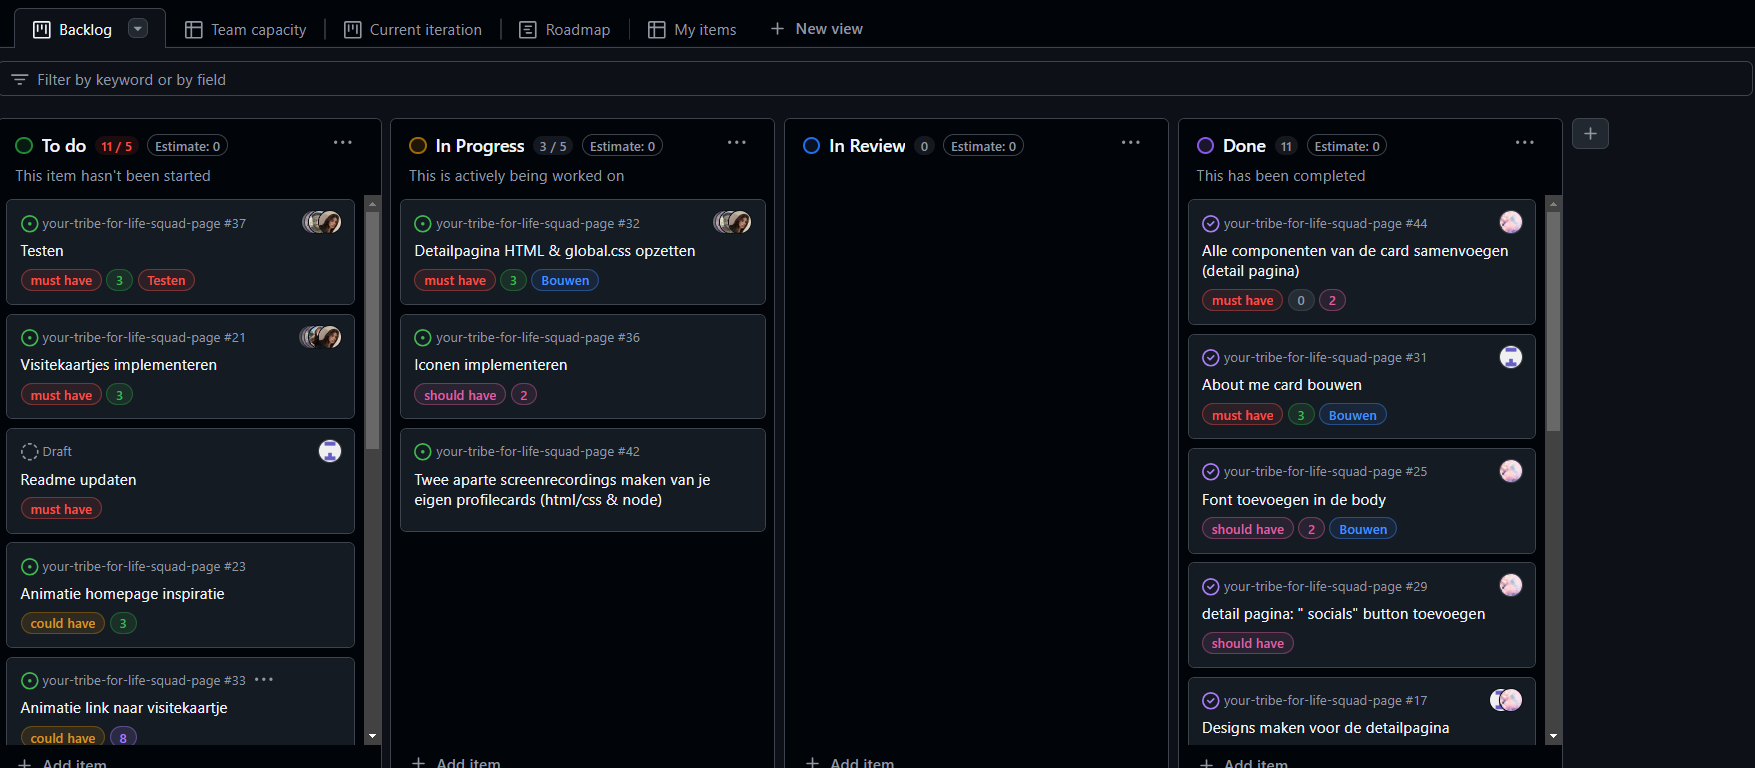 Backlog
Team capacity
Current iteration
Roadmap
My items
New view
Filter by keyword or by field
To do 11 / 5 Estimate: 0
This item hasn't been started
your-tribe-for-life-squad-page #37
Testen
must have 3 Testen
your-tribe-for-life-squad-page #21
Visitekaartjes implementeren
must have 3
Draft
Readme updaten
must have
your-tribe-for-life-squad-page #23
Animatie homepage inspiratie
could have 3
your-tribe-for-life-squad-page #33
Animatie link naar visitekaartje
could have 8
Add item
In Progress 3 / 5 Estimate: 0
This is actively being worked on
your-tribe-for-life-squad-page #32
Detailpagina HTML & global.css opzetten
must have 3 Bouwen
your-tribe-for-life-squad-page #36
Iconen implementeren
should have 2
your-tribe-for-life-squad-page #42
Twee aparte screenrecordings maken van je
eigen profilecards (html/css & node)
Add item
In Review 0 Estimate: 0
Add item
Done 11 Estimate: 0
This has been completed
your-tribe-for-life-squad-page #44
Alle componenten van de card samenvoegen
(detail pagina)
must have 0 2
your-tribe-for-life-squad-page #31
About me card bouwen
must have 3 Bouwen
your-tribe-for-life-squad-page #25
Font toevoegen in de body
should have 2 Bouwen
your-tribe-for-life-squad-page #29
detail pagina: " socials" button toevoegen
should have
your-tribe-for-life-squad-page #17
Designs maken voor de detailpagina
Add item